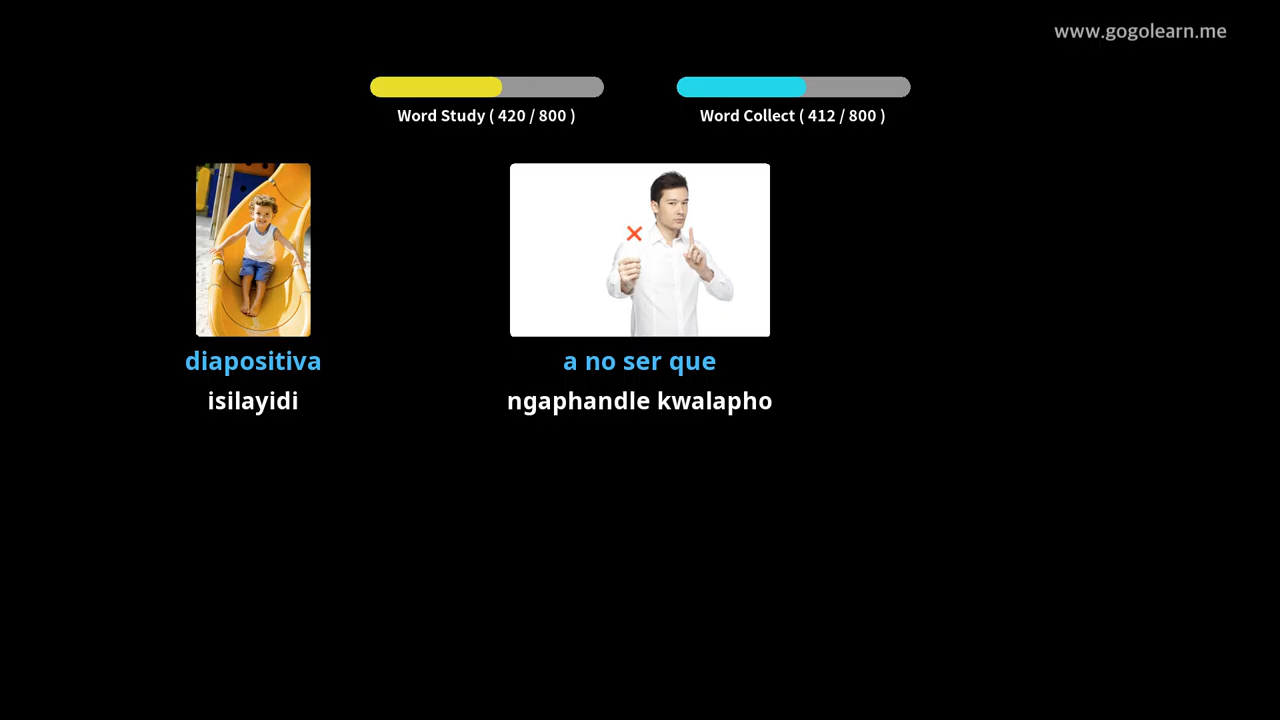 www.gogolearn.me
Word Study ( 420 / 800 )
Word Collect ( 412 / 800 )
diapositiva
isilayidi
a no ser que
ngaphandle kwalapho